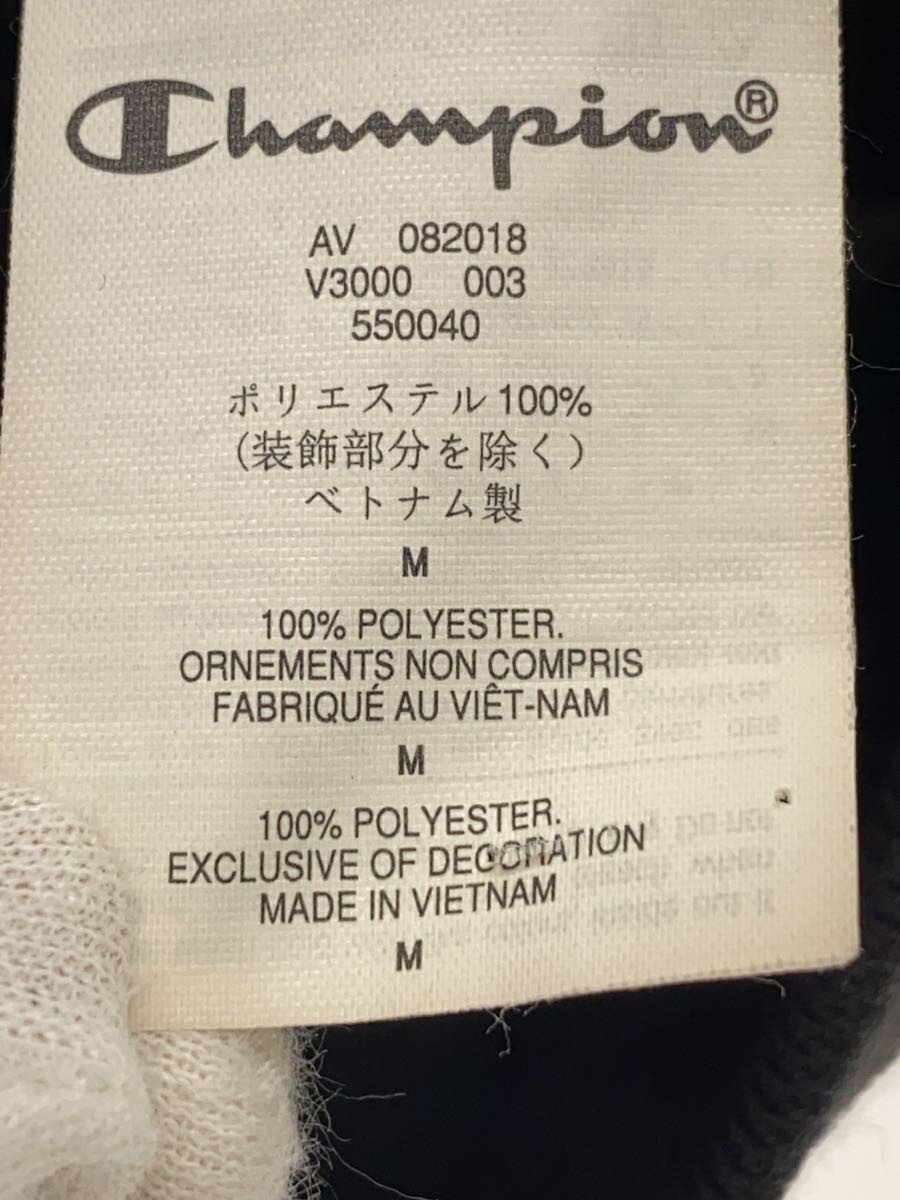 Champion®
AV 082018
V3000 003
550040
ポリエステル100%
(装飾部分を除く)
ベトナム製
M
100% POLYESTER.
ORNEMENTS NON COMPRIS
FABRIQUÉ AU VIÊT-NAM
M
100% POLYESTER.
EXCLUSIVE OF DECORATION
MADE IN VIETNAM
M